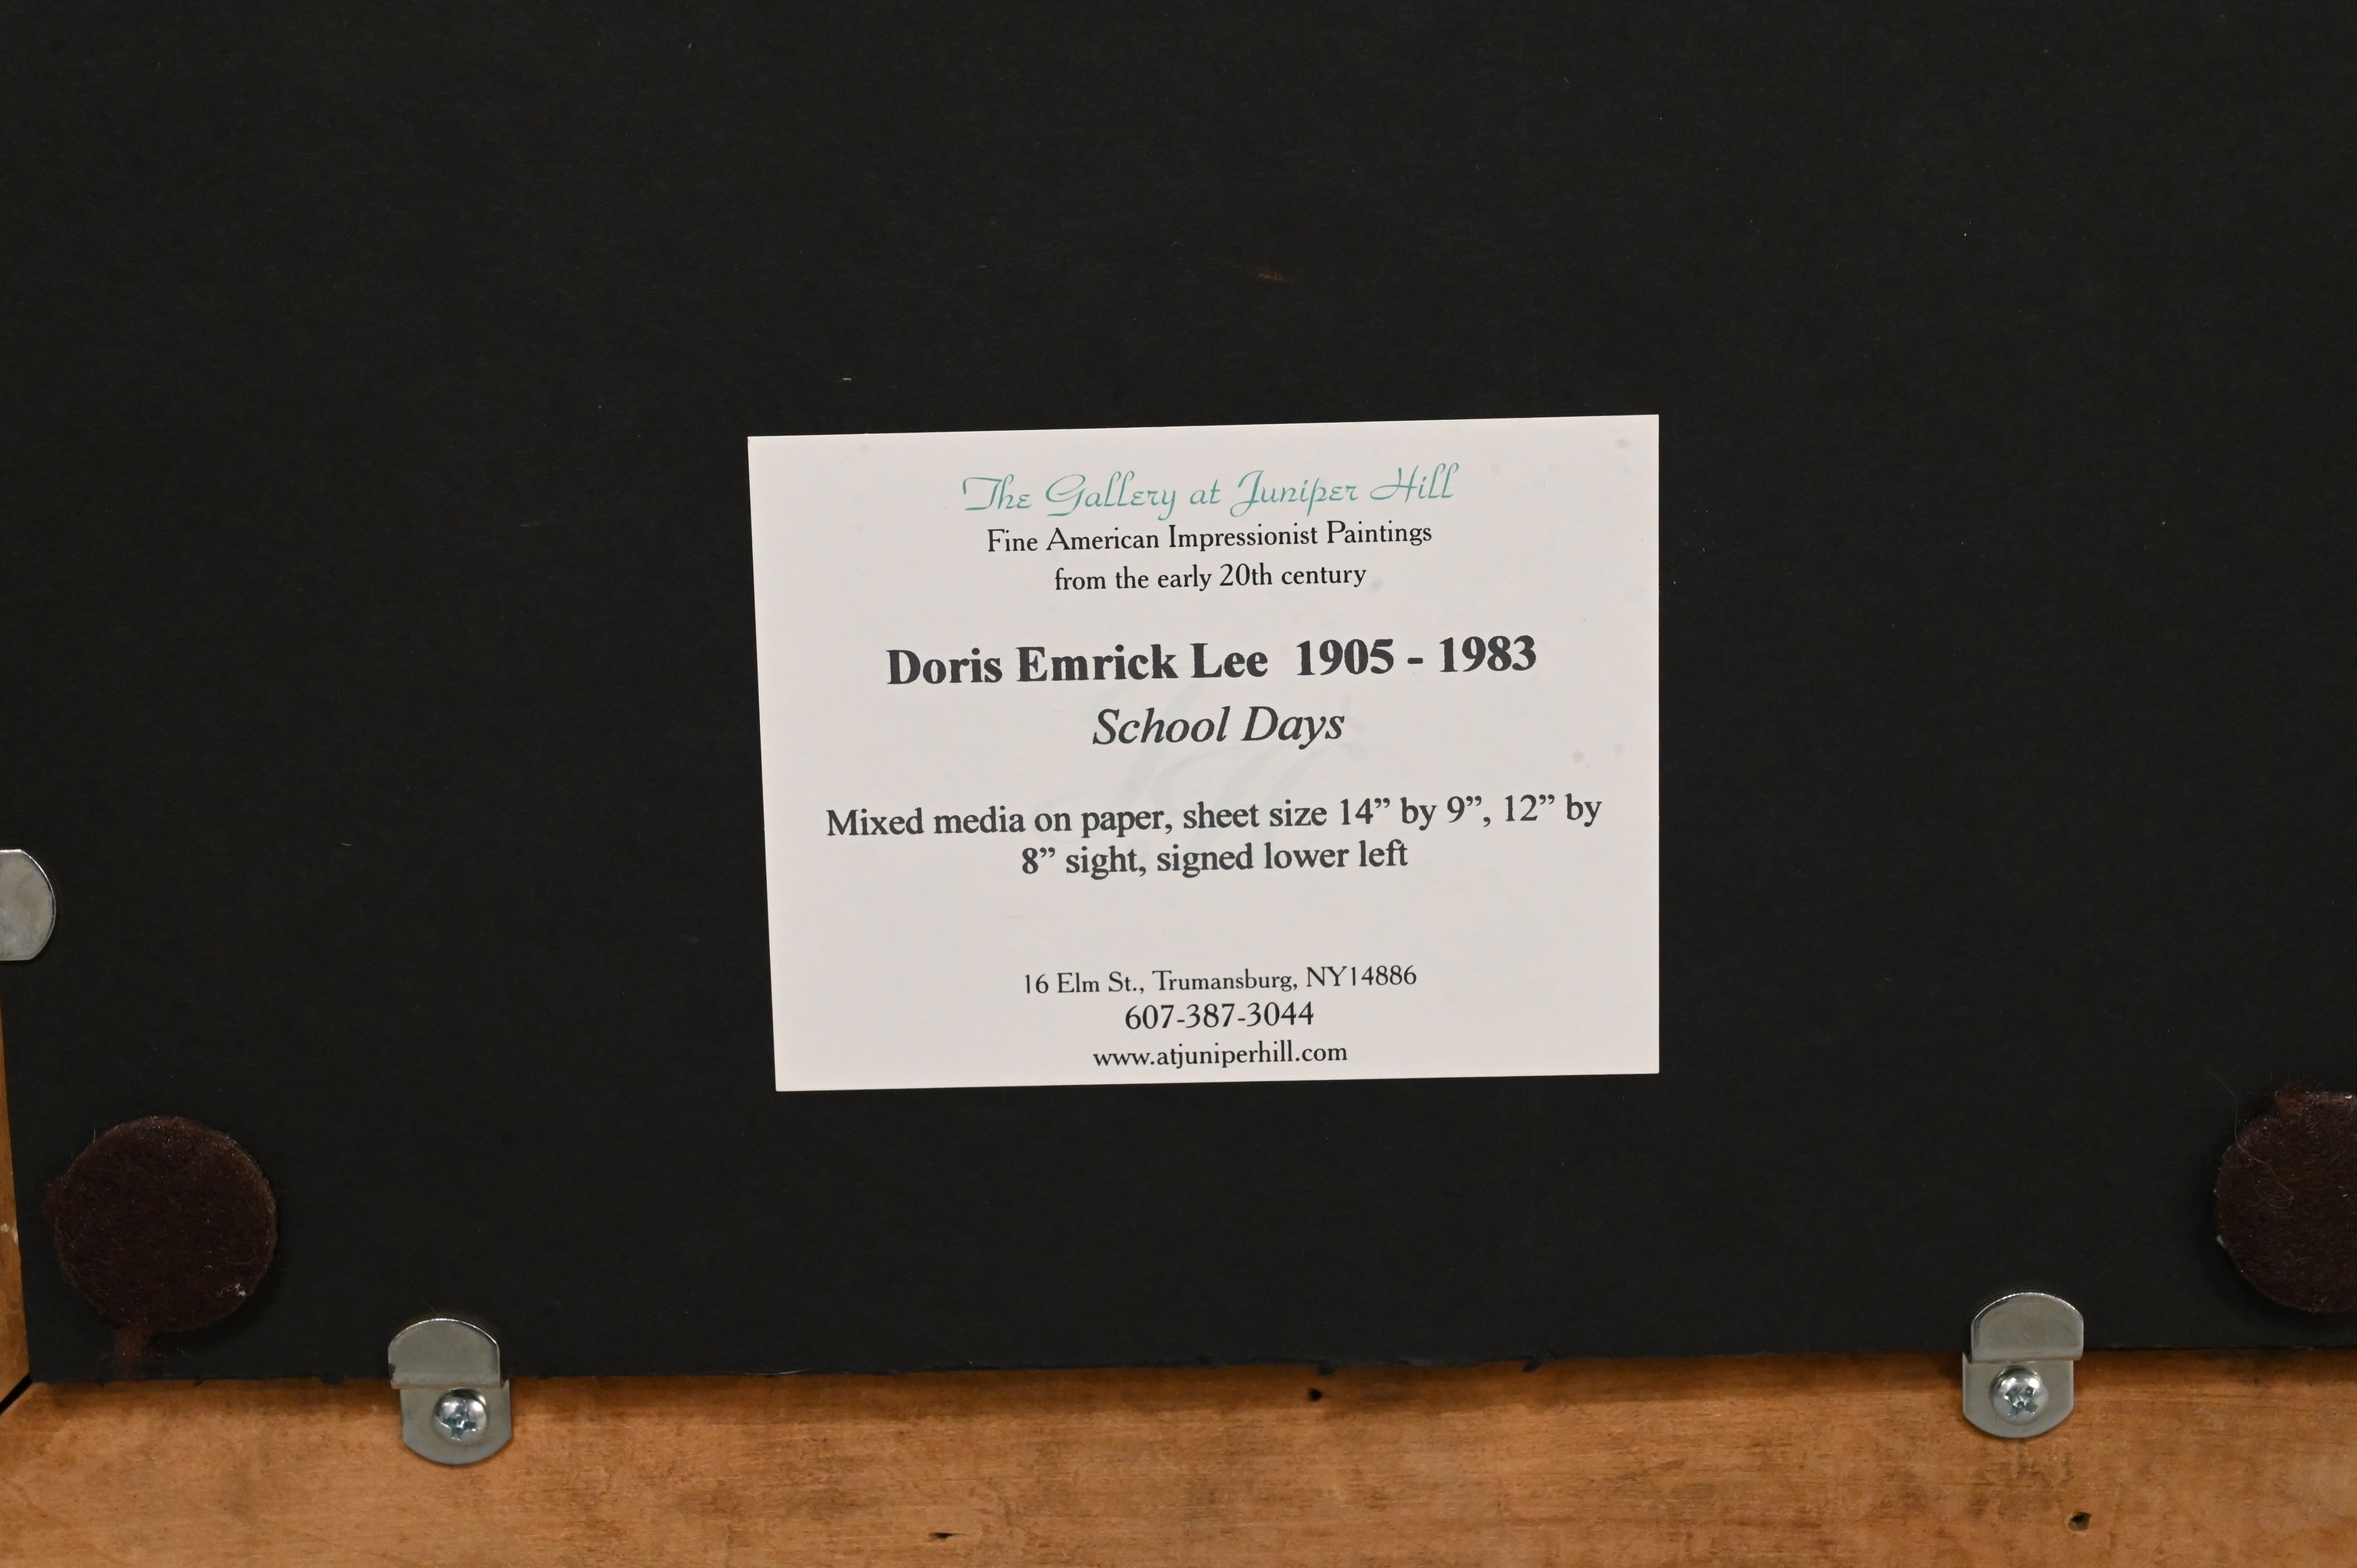 The Gallery at Juniper Hill
Fine American Impressionist Paintings
from the early 20th century
Doris Emrick Lee 1905 - 1983
School Days
Mixed media on paper, sheet size 14” by 9”, 12” by
8” sight, signed lower left
16 Elm St., Trumansburg, NY14886
607-387-3044
www.atjuniperhill.com